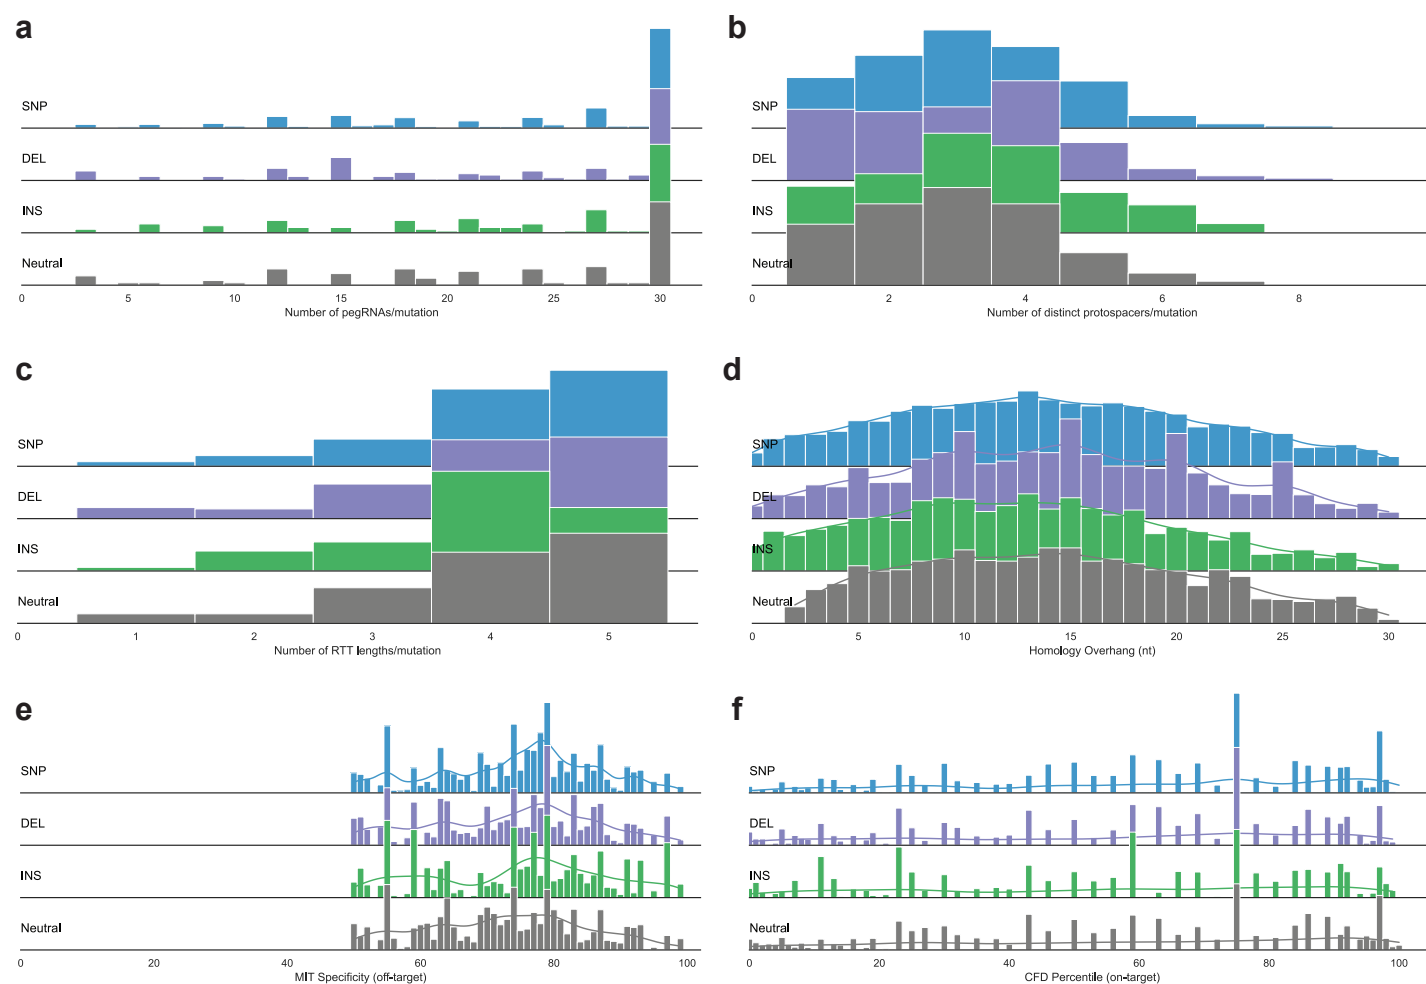 a
SNP
DEL
INS
Neutral
0 5 10 15 20 25 30
Number of pegRNAs/mutation
b
SNP
DEL
INS
Neutral
0 2 4 6 8
Number of distinct protospacers/mutation
c
SNP
DEL
INS
Neutral
0 1 2 3 4 5
Number of RTT lengths/mutation
d
SNP
DEL
INS
Neutral
0 5 10 15 20 25 30
Homology Overhang (nt)
e
SNP
DEL
INS
Neutral
0 20 40 60 80 100
MIT Specificity (off-target)
f
SNP
DEL
INS
Neutral
0 20 40 60 80 100
CFD Percentile (on-target)